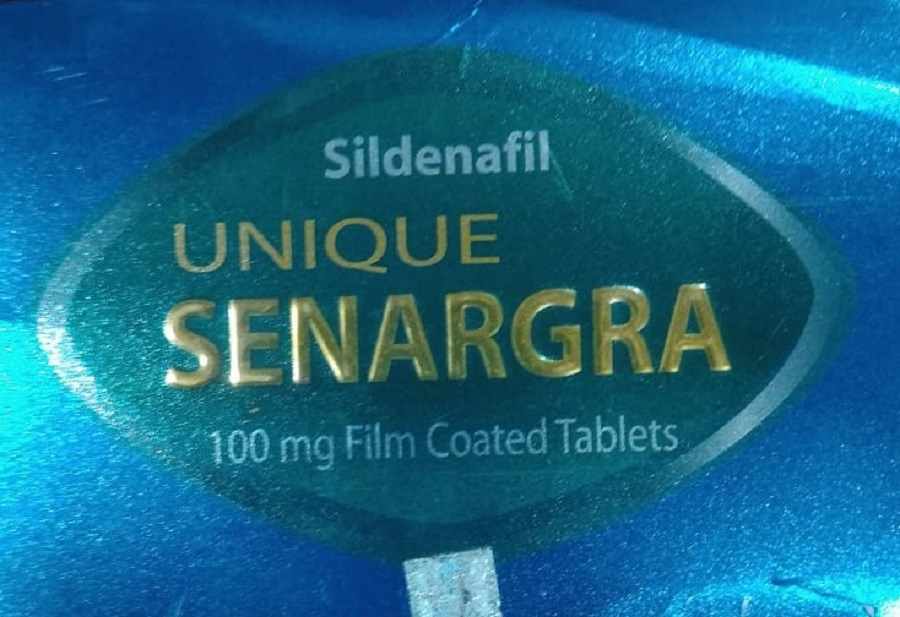 Sildenafil
UNIQUE
SENARGRA
100 mg Film Coated Tablets